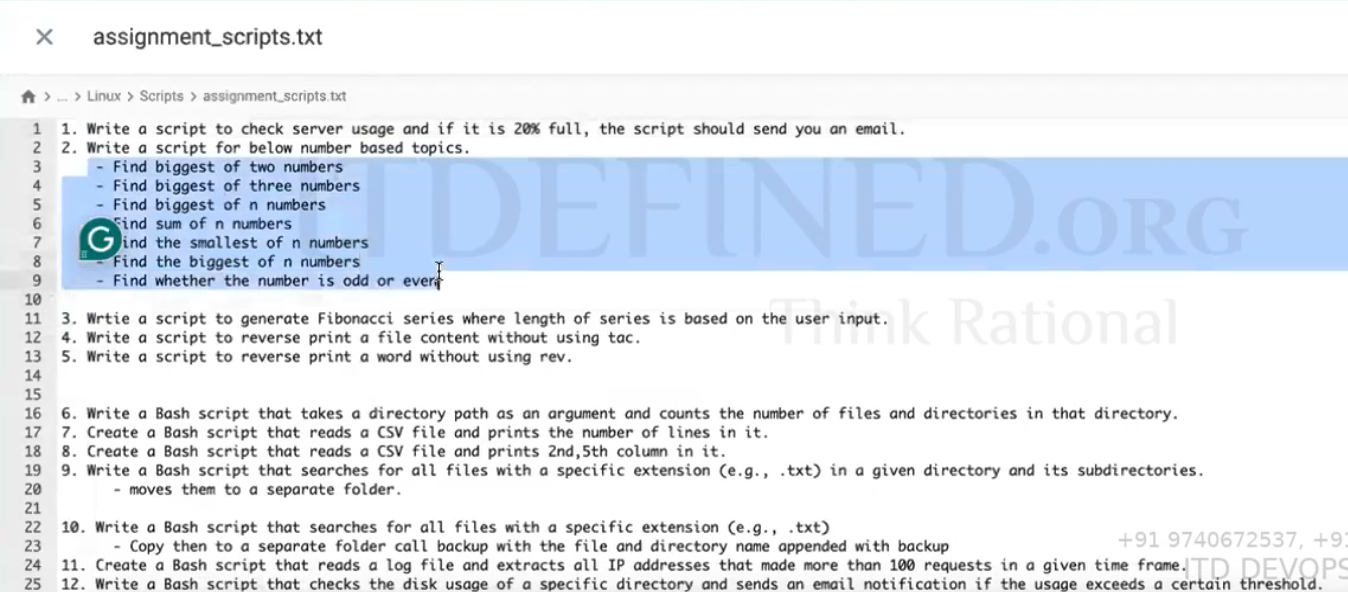 assignment_scripts.txt
... > Linux > Scripts > assignment_scripts.txt
1 1. Write a script to check server usage and if it is 20% full, the script should send you an email.
2 2. Write a script for below number based topics.
3 - Find biggest of two numbers
4 - Find biggest of three numbers
5 - Find biggest of n numbers
6 Find sum of n numbers
7 ind the smallest of n numbers
8 - Find the biggest of n numbers
9 - Find whether the number is odd or even
10
11 3. Wrtie a script to generate Fibonacci series where length of series is based on the user input.
12 4. Write a script to reverse print a file content without using tac.
13 5. Write a script to reverse print a word without using rev.
14
15
16 6. Write a Bash script that takes a directory path as an argument and counts the number of files and directories in that directory.
17 7. Create a Bash script that reads a CSV file and prints the number of lines in it.
18 8. Create a Bash script that reads a CSV file and prints 2nd,5th column in it.
19 9. Write a Bash script that searches for all files with a specific extension (e.g., .txt) in a given directory and its subdirectories.
20 - moves them to a separate folder.
21
22 10. Write a Bash script that searches for all files with a specific extension (e.g., .txt)
23 - Copy then to a separate folder call backup with the file and directory name appended with backup
24 11. Create a Bash script that reads a log file and extracts all IP addresses that made more than 100 requests in a given time frame.
25 12. Write a Bash script that checks the disk usage of a specific directory and sends an email notification if the usage exceeds a certain threshold.
ITDEFINED.ORG
Think Rational
+91 9740672537, +91
ITD DEVOPS
G